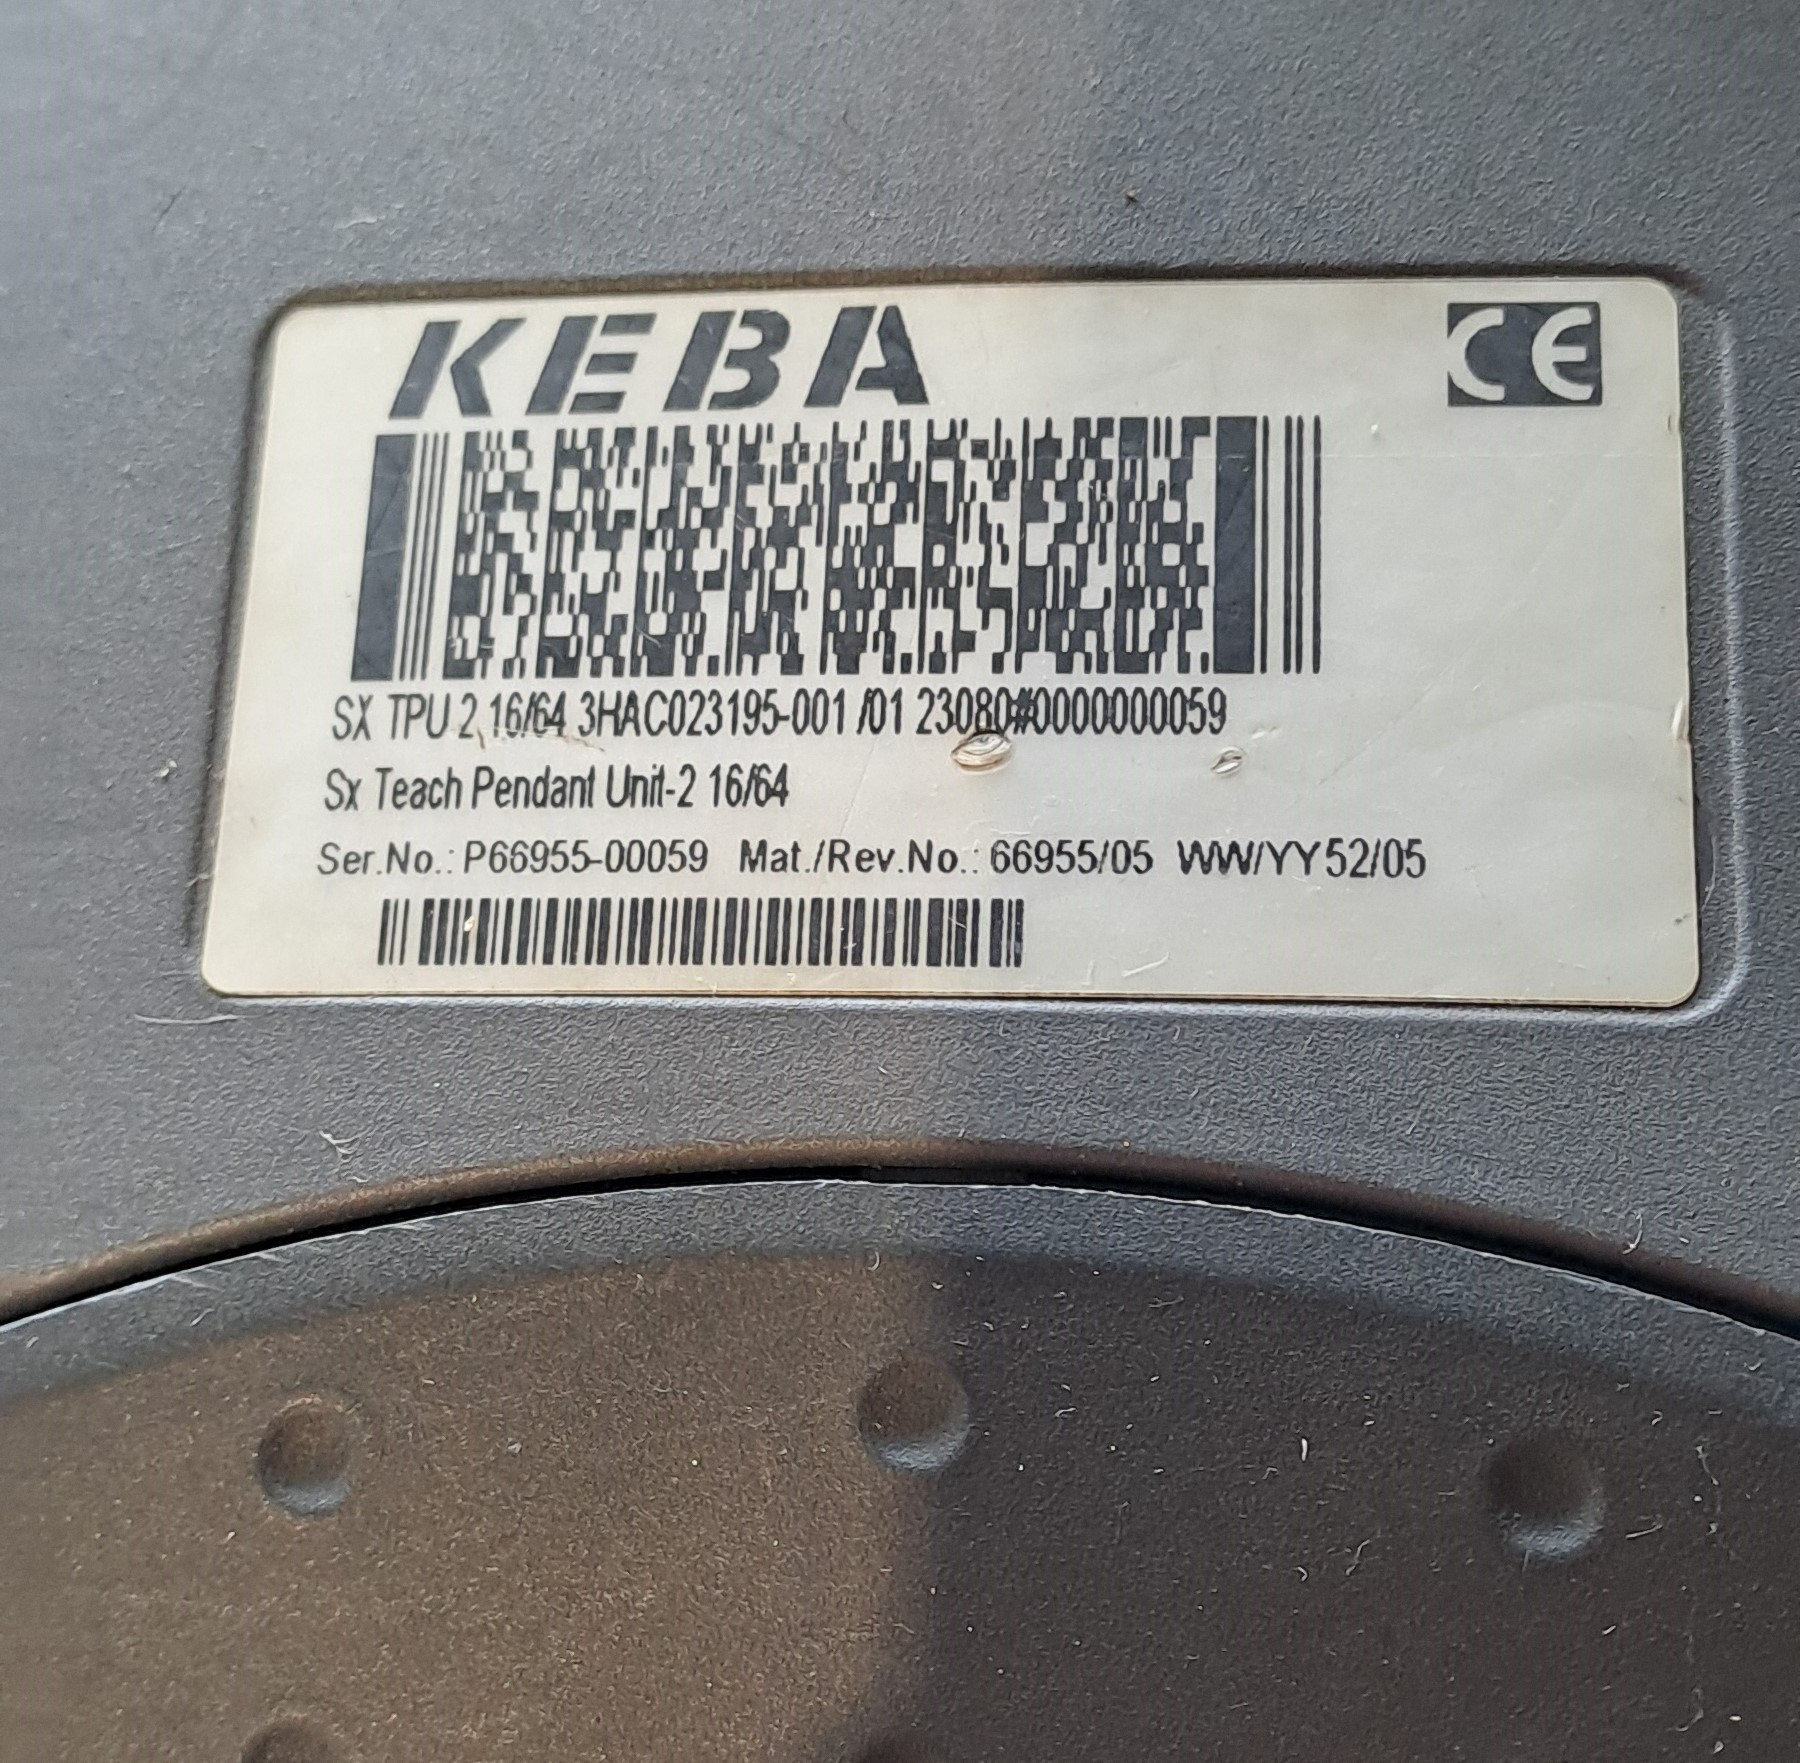 KEBA
CE
SX TPU 2 16/64 3HAC023195-001 /01 23080#0000000059
Sx Teach Pendant Unit-2 16/64
Ser.No.: P66955-00059 Mat./Rev.No.: 66955/05 WW/YY 52/05